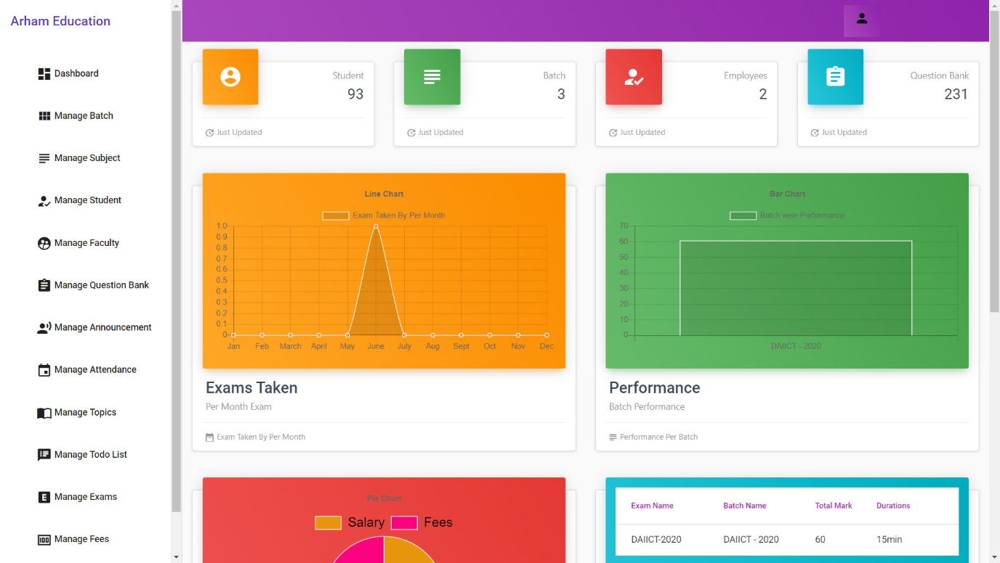 Arham Education
Dashboard
Manage Batch
Manage Subject
Manage Student
Manage Faculty
Manage Question Bank
Manage Announcement
Manage Attendance
Manage Topics
Manage Todo List
Manage Exams
Manage Fees
Student
93
Just Updated
Batch
3
Just Updated
Employees
2
Just Updated
Question Bank
231
Just Updated
Line Chart
Exam Taken By Per Month
1.0
0.9
0.8
0.7
0.6
0.5
0.4
0.3
0.2
0.1
0
Jan Feb March April May June July Aug Sept Oct Nov Dec
Exams Taken
Per Month Exam
Exam Taken By Per Month
Bar Chart
Batch wise Performance
70
60
50
40
30
20
10
0
DAIICT - 2020
Performance
Batch Performance
Performance Per Batch
Pie Chart
Salary Fees
Exam Name Batch Name Total Mark Durations
DAIICT-2020 DAIICT - 2020 60 15min